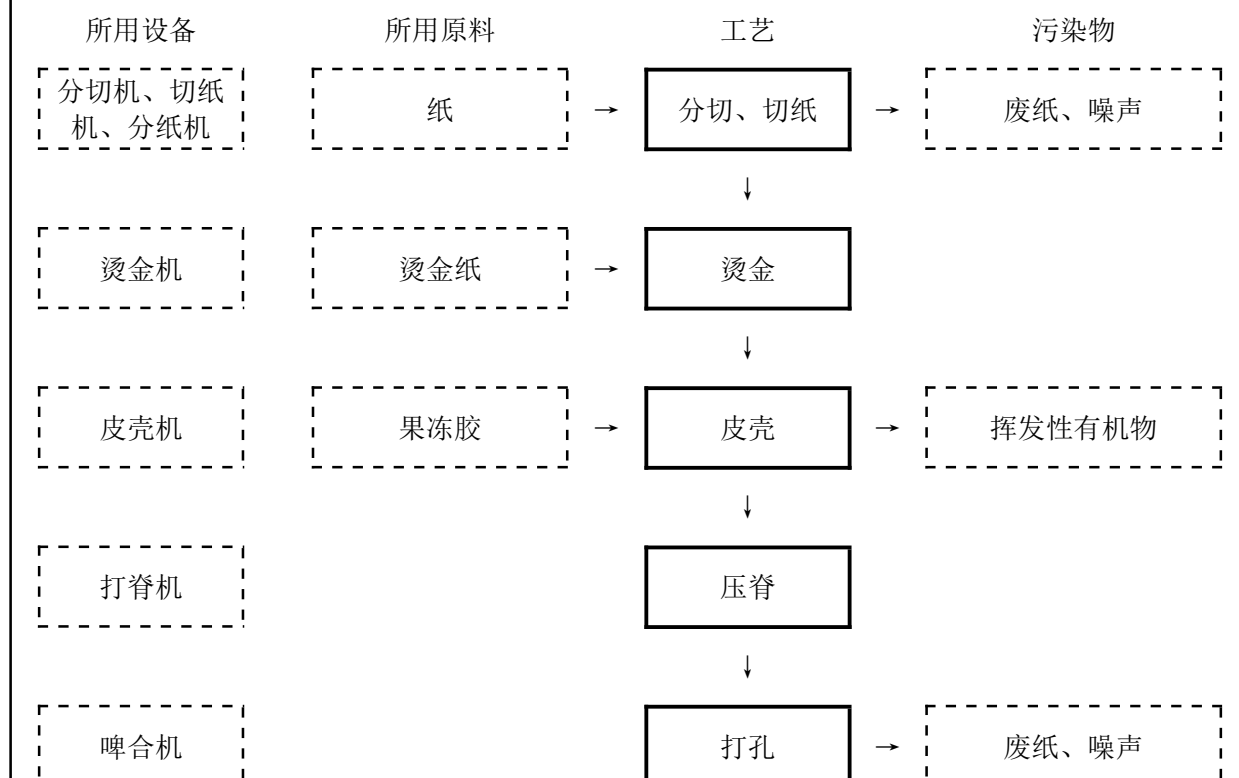 所用设备 所用原料 工艺 污染物
分切机、切纸
机、分纸机
纸 → 分切、切纸 → 废纸、噪声
↓
烫金机 烫金纸 → 烫金
↓
皮壳机 果冻胶 → 皮壳 → 挥发性有机物
↓
打脊机 压脊
↓
啤合机 打孔 → 废纸、噪声